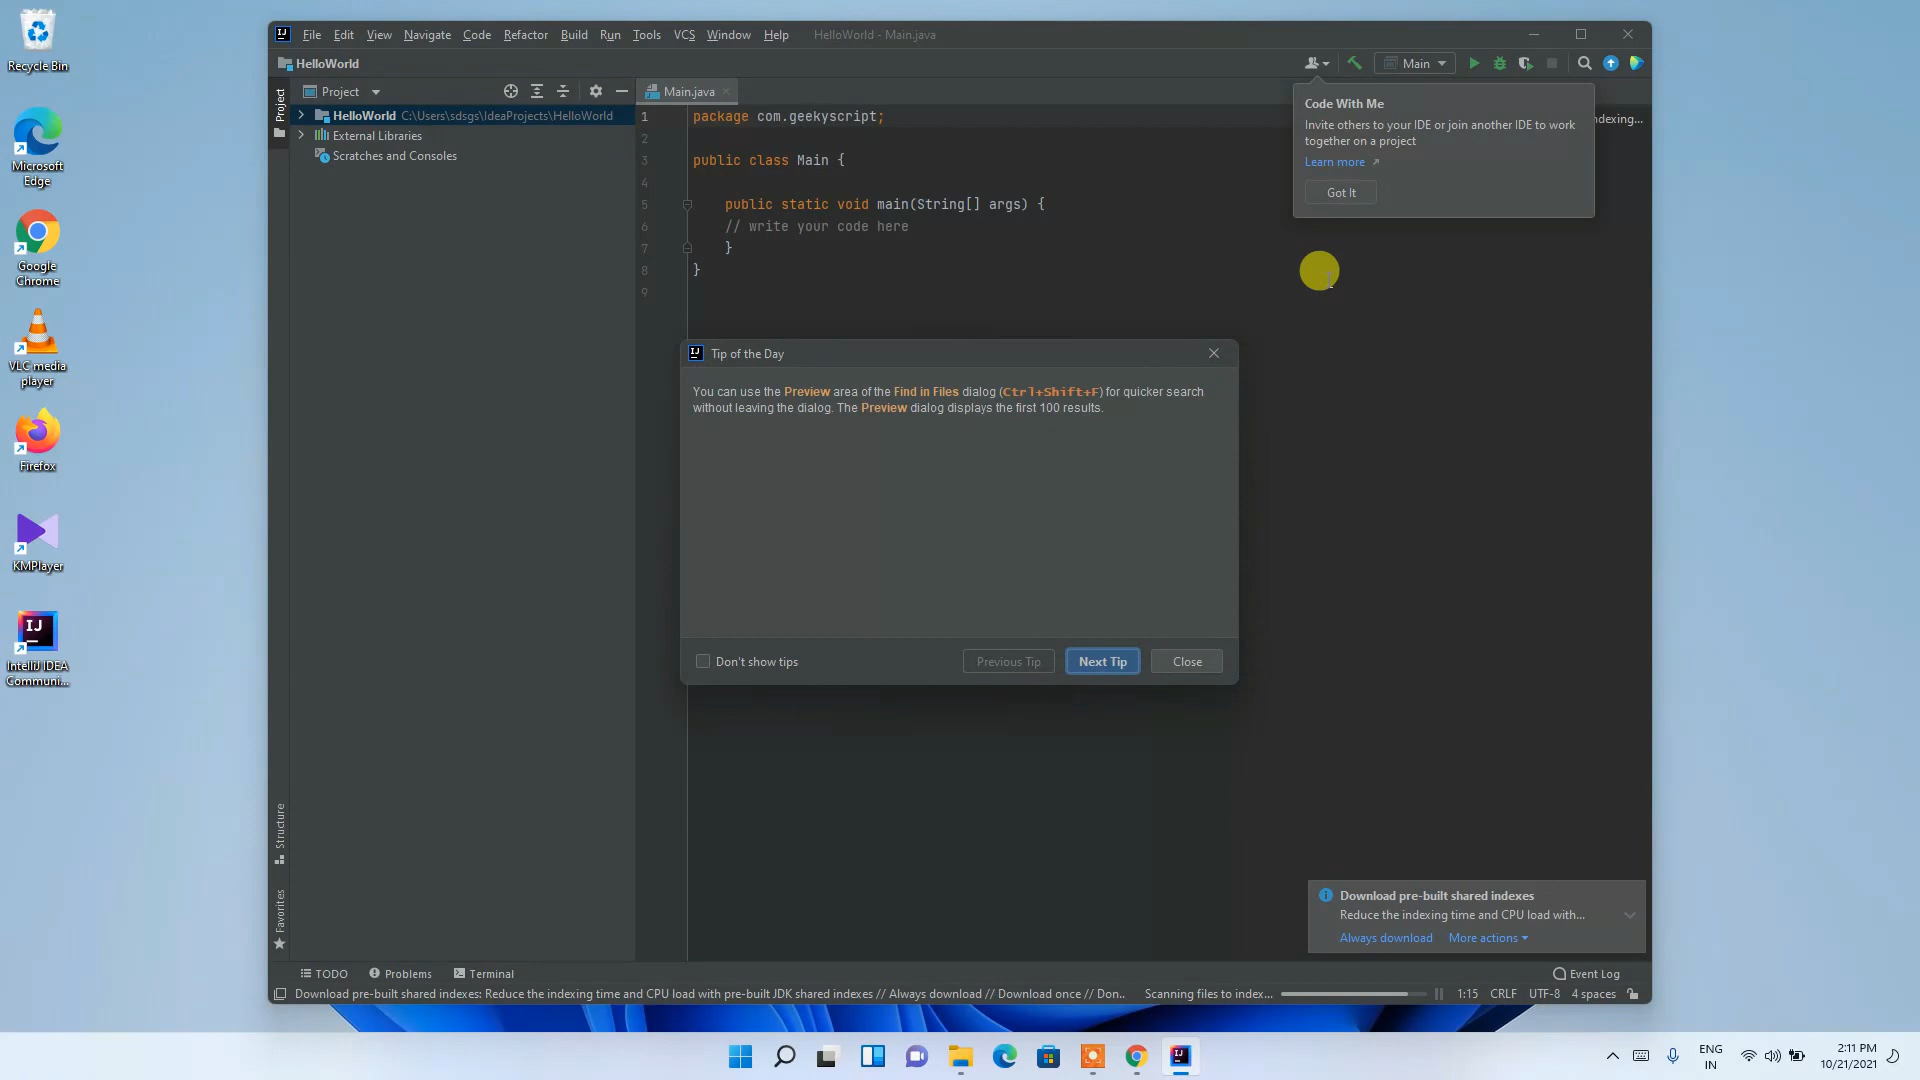 Recycle Bin
Microsoft
Edge
Google
Chrome
VLC media
player
Firefox
KMPlayer
IntelliJ IDEA
Communi...
File Edit View Navigate Code Refactor Build Run Tools VCS Window Help HelloWorld - Main.java
HelloWorld
Main
Project
Project
Main.java
HelloWorld C:\Users\sdsgs\IdeaProjects\HelloWorld
External Libraries
Scratches and Consoles
1 package com.geekyscript;
2
3 public class Main {
4
5 public static void main(String[] args) {
6 // write your code here
7 }
8 }
9
Code With Me
Invite others to your IDE or join another IDE to work
together on a project
Learn more ↗
Got It
ndexing...
Tip of the Day
You can use the Preview area of the Find in Files dialog (Ctrl+Shift+F) for quicker search
without leaving the dialog. The Preview dialog displays the first 100 results.
Don't show tips
Previous Tip
Next Tip
Close
Structure
Favorites
Download pre-built shared indexes
Reduce the indexing time and CPU load with...
Always download More actions
TODO Problems Terminal
Event Log
Download pre-built shared indexes: Reduce the indexing time and CPU load with pre-built JDK shared indexes // Always download // Download once // Don..
Scanning files to index...
1:15 CRLF UTF-8 4 spaces
ENG
IN
2:11 PM
10/21/2021